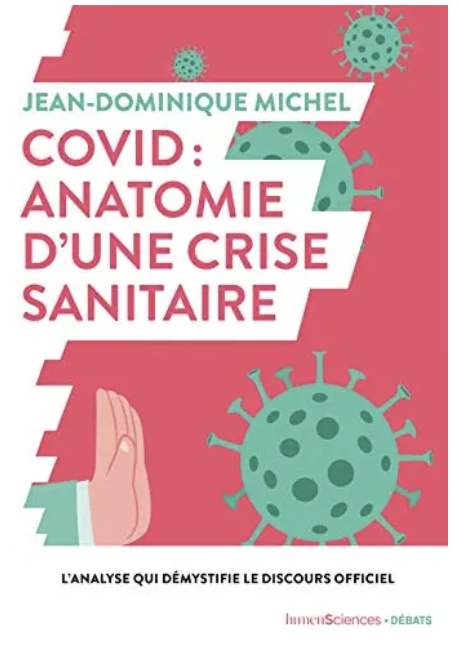 JEAN-DOMINIQUE MICHEL
COVID :
ANATOMIE
D'UNE CRISE
SANITAIRE
L'ANALYSE QUI DÉMYSTIFIE LE DISCOURS OFFICIEL
humenSciences • DÉBATS